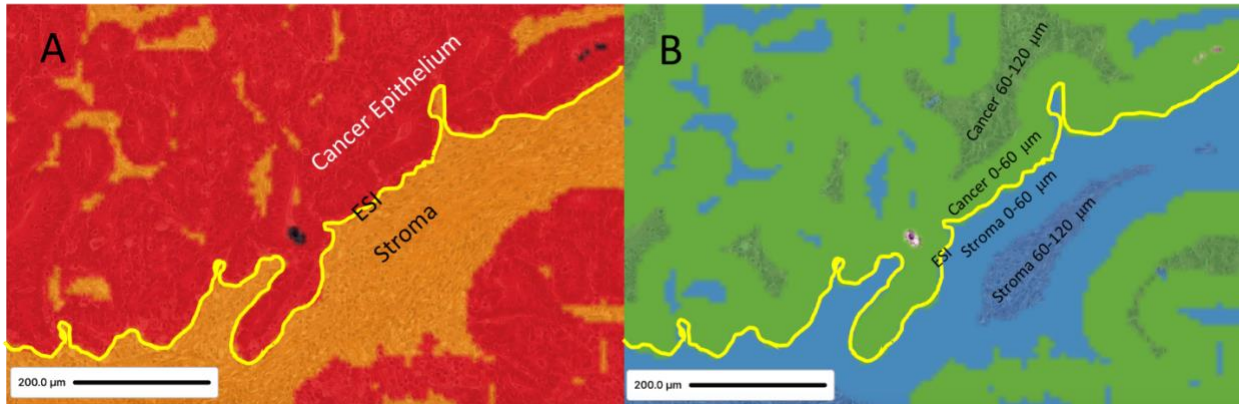 A
Cancer Epithelium
ESI
Stroma
200.0 µm
B
Cancer 60-120 µm
Cancer 0-60 µm
ESI
Stroma 0-60 µm
Stroma 60-120 µm
200.0 µm